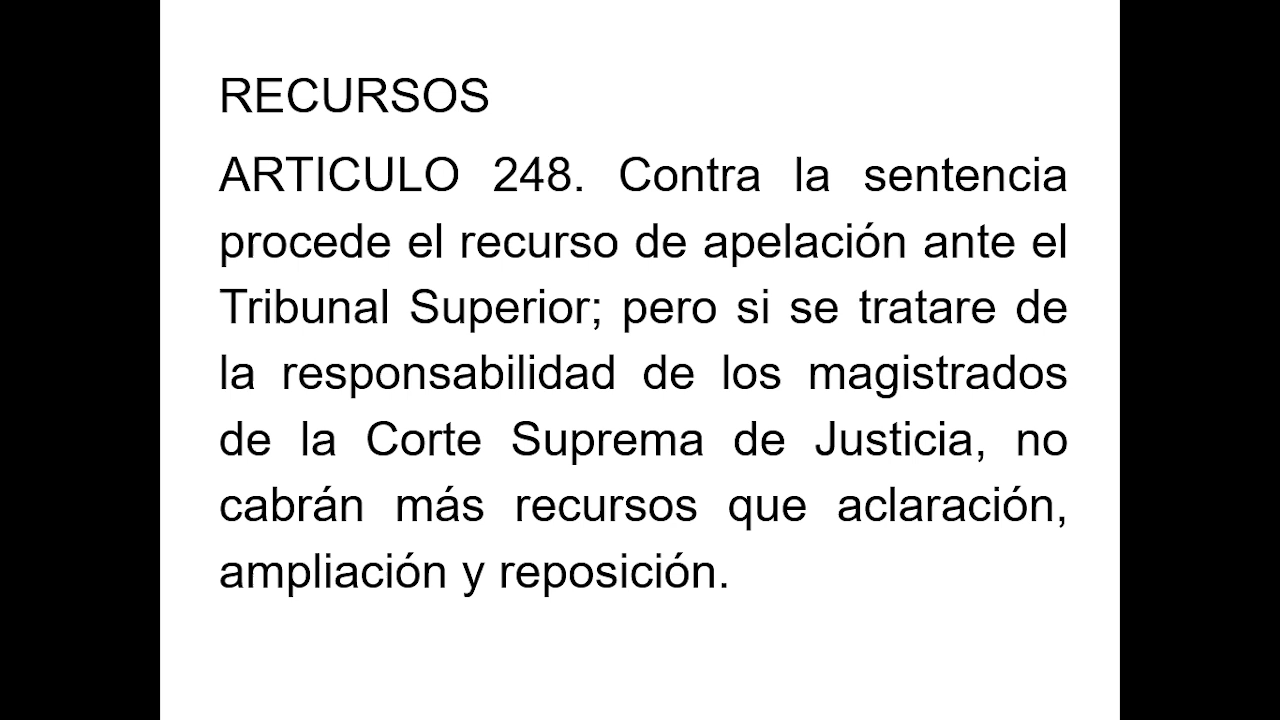 RECURSOS
ARTICULO 248. Contra la sentencia
procede el recurso de apelación ante el
Tribunal Superior; pero si se tratare de
la responsabilidad de los magistrados
de la Corte Suprema de Justicia, no
cabrán más recursos que aclaración,
ampliación y reposición.